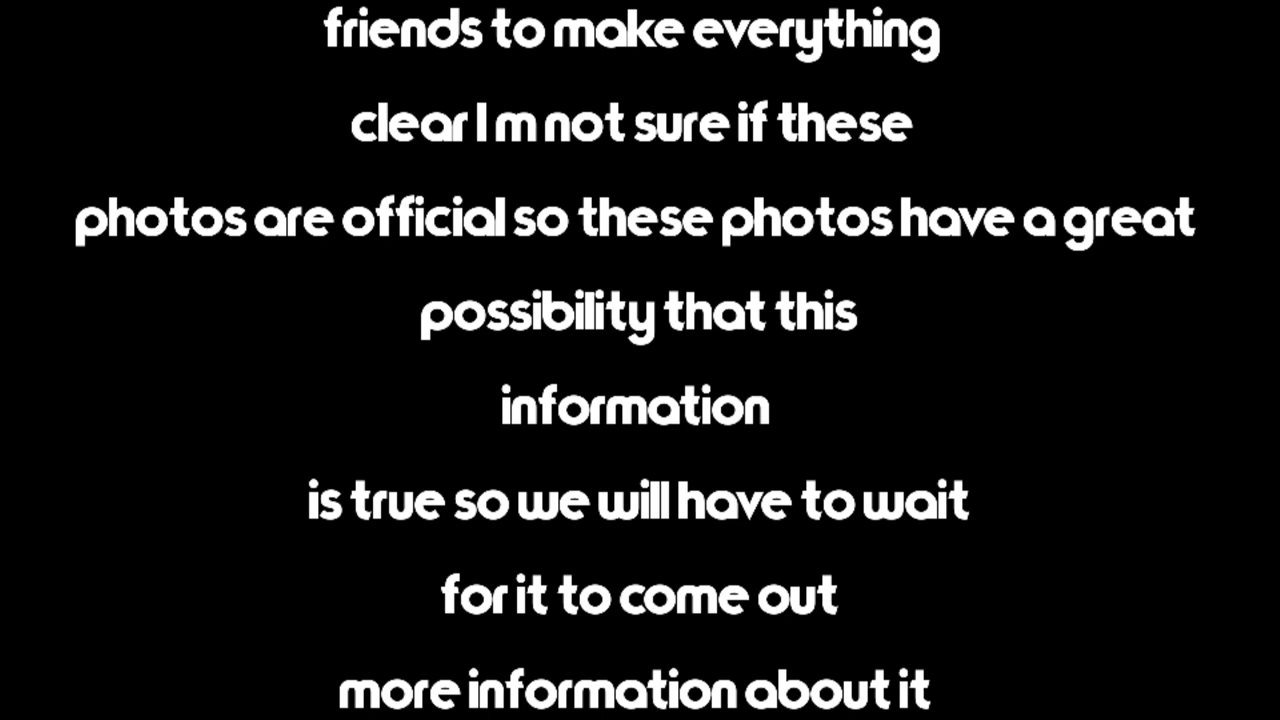 friends to make everything
clear I m not sure if these
photos are official so these photos have a great
possibility that this
information
is true so we will have to wait
for it to come out
more information about it